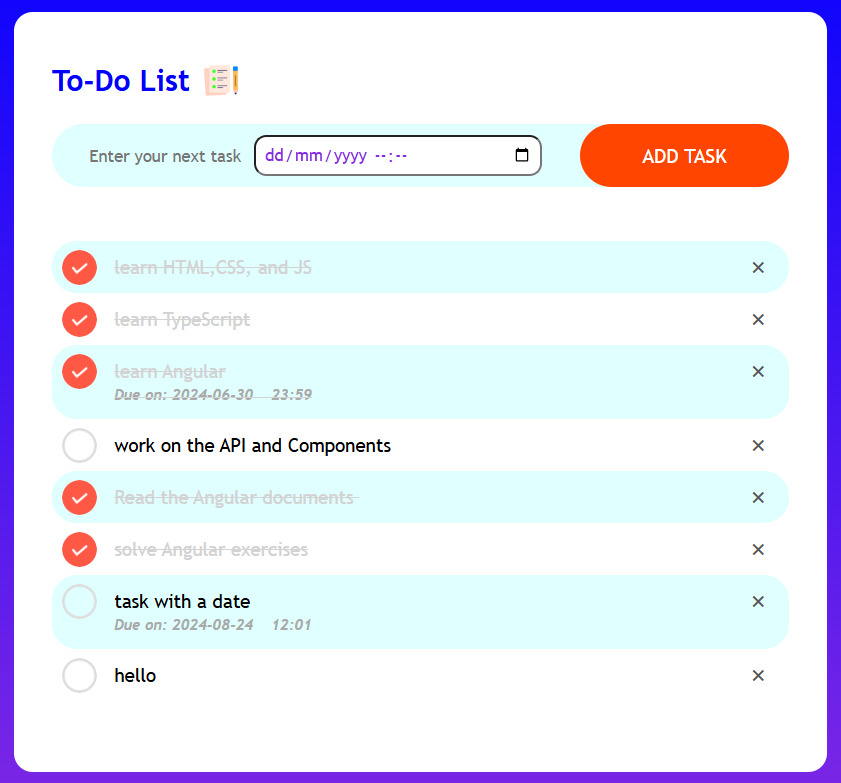 To-Do List
Enter your next task dd/mm/yyyy --:-- ADD TASK
learn HTML,CSS, and JS ×
learn TypeScript ×
learn Angular ×
Due on: 2024-06-30 23:59
work on the API and Components ×
Read the Angular documents ×
solve Angular exercises ×
task with a date ×
Due on: 2024-08-24 12:01
hello ×